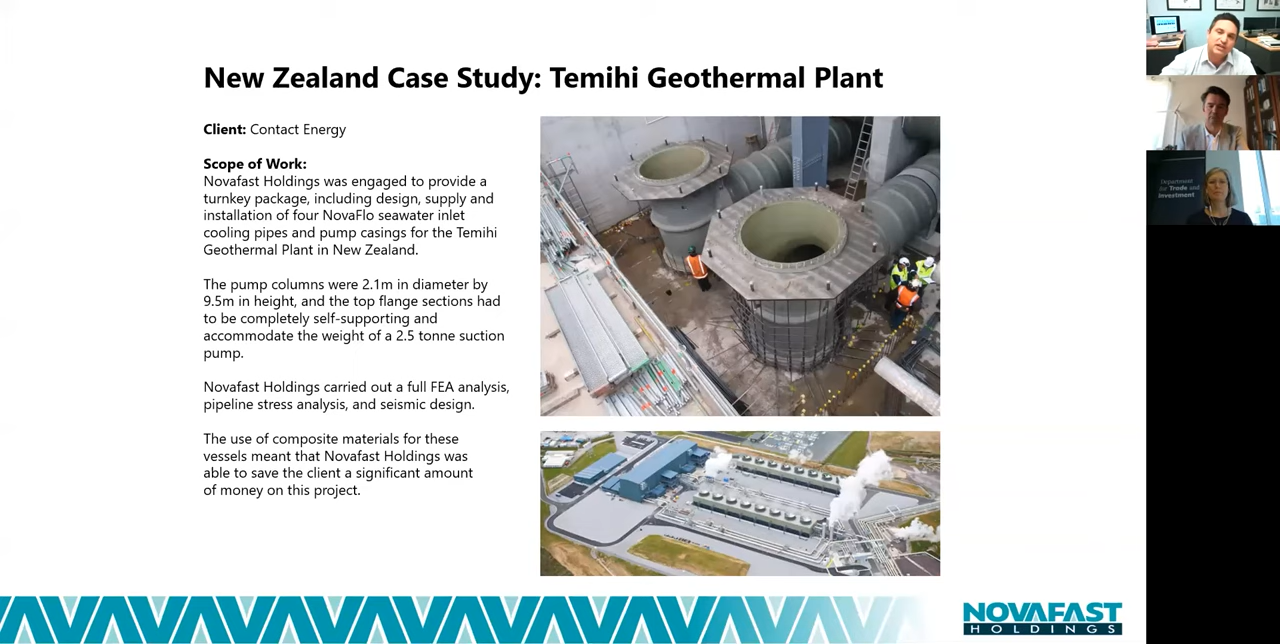 New Zealand Case Study: Temihi Geothermal Plant
Client: Contact Energy
Scope of Work:
Novafast Holdings was engaged to provide a
turnkey package, including design, supply and
installation of four NovaFlo seawater inlet
cooling pipes and pump casings for the Temihi
Geothermal Plant in New Zealand.
The pump columns were 2.1m in diameter by
9.5m in height, and the top flange sections had
to be completely self-supporting and
accommodate the weight of a 2.5 tonne suction
pump.
Novafast Holdings carried out a full FEA analysis,
pipeline stress analysis, and seismic design.
The use of composite materials for these
vessels meant that Novafast Holdings was
able to save the client a significant amount
of money on this project.
NOVAFAST
HOLDINGS
Department
for Trade and
Investment